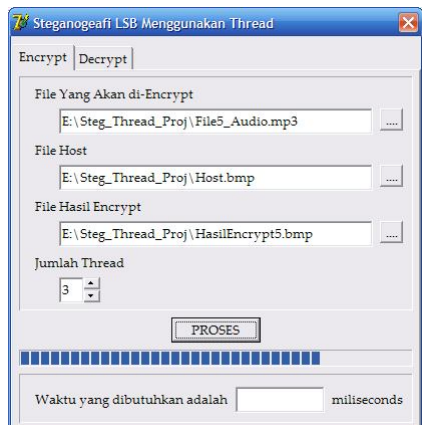 Steganogeafi LSB Menggunakan Thread
Encrypt Decrypt
File Yang Akan di-Encrypt
E:\Steg_Thread_Proj\File5_Audio.mp3 ....
File Host
E:\Steg_Thread_Proj\Host.bmp ....
File Hasil Encrypt
E:\Steg_Thread_Proj\HasilEncrypt5.bmp ....
Jumlah Thread
3
PROSES
Waktu yang dibutuhkan adalah miliseconds